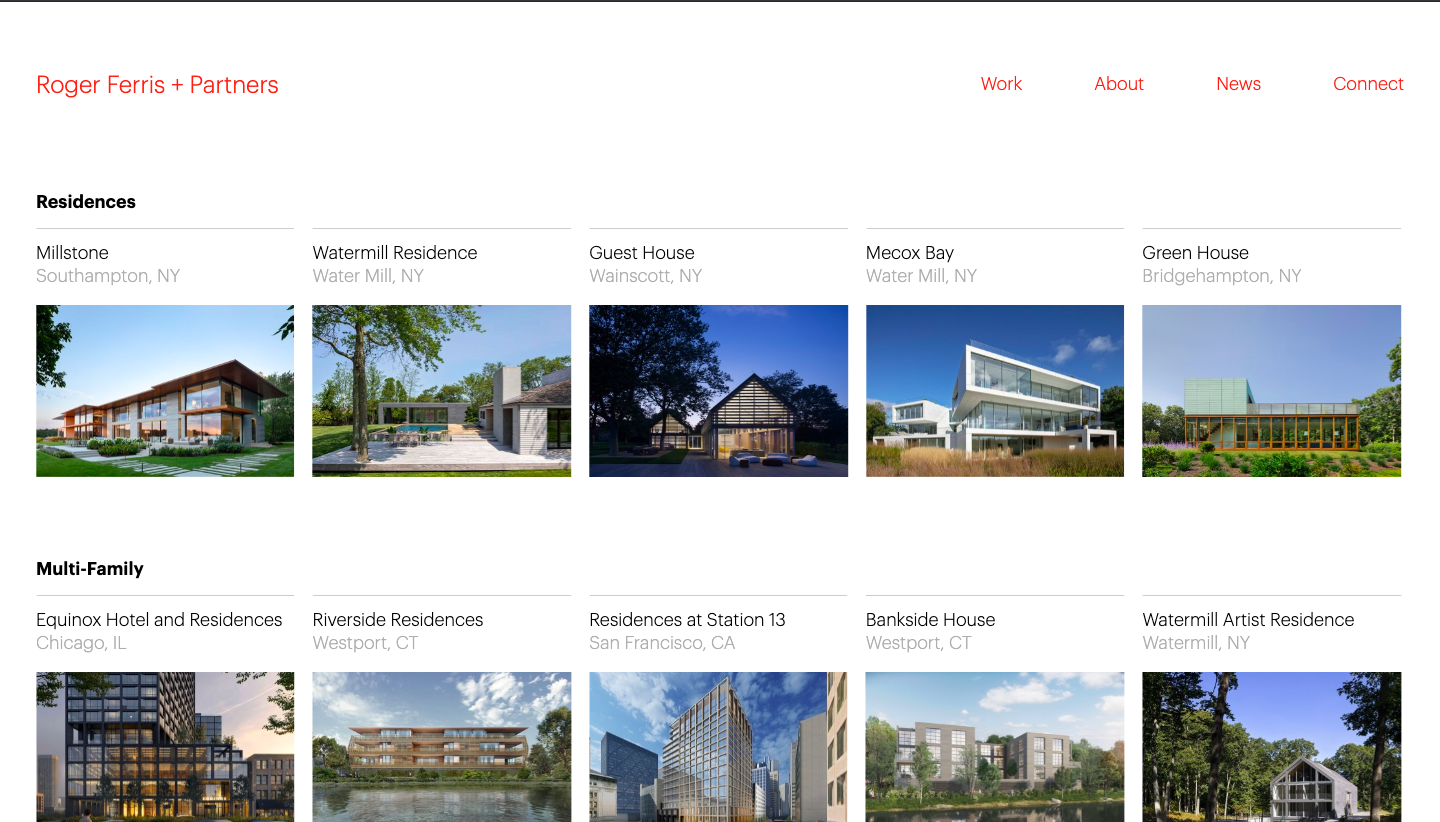 Roger Ferris + Partners
Work
About
News
Connect
Residences
Millstone
Southampton, NY
Watermill Residence
Water Mill, NY
Guest House
Wainscott, NY
Mecox Bay
Water Mill, NY
Green House
Bridgehampton, NY
Multi-Family
Equinox Hotel and Residences
Chicago, IL
Riverside Residences
Westport, CT
Residences at Station 13
San Francisco, CA
Bankside House
Westport, CT
Watermill Artist Residence
Watermill, NY